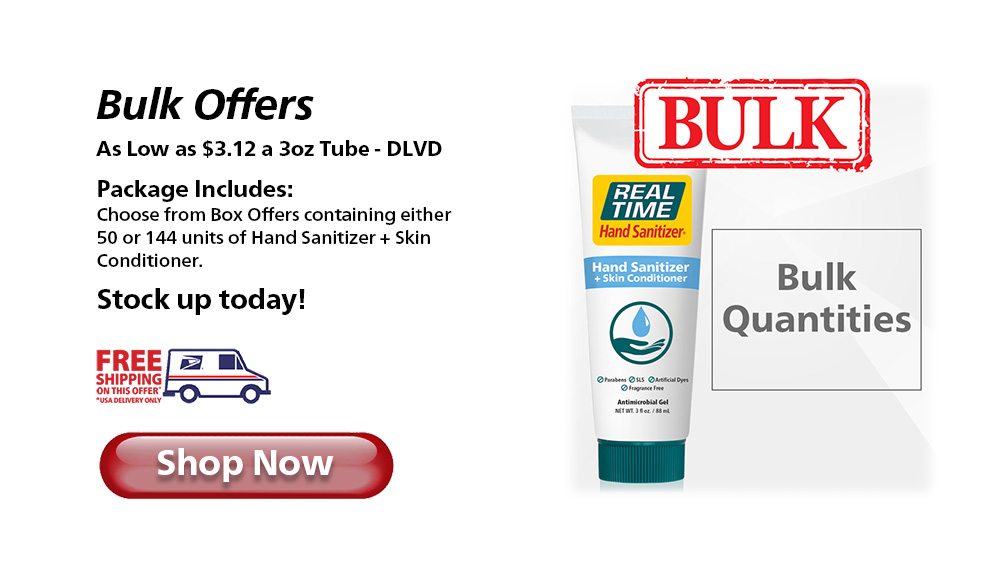 Bulk Offers
As Low as $3.12 a 3oz Tube - DLVD
Package Includes:
Choose from Box Offers containing either
50 or 144 units of Hand Sanitizer + Skin
Conditioner.
Stock up today!
FREE
SHIPPING
ON THIS OFFER*
*USA DELIVERY ONLY
Shop Now
BULK
REAL
TIME
Hand Sanitizer®
Hand Sanitizer
+ Skin Conditioner
Parabens SLS Artificial Dyes
Fragrance Free
Antimicrobial Gel
NET WT. 3 fl oz. / 88 mL
Bulk
Quantities